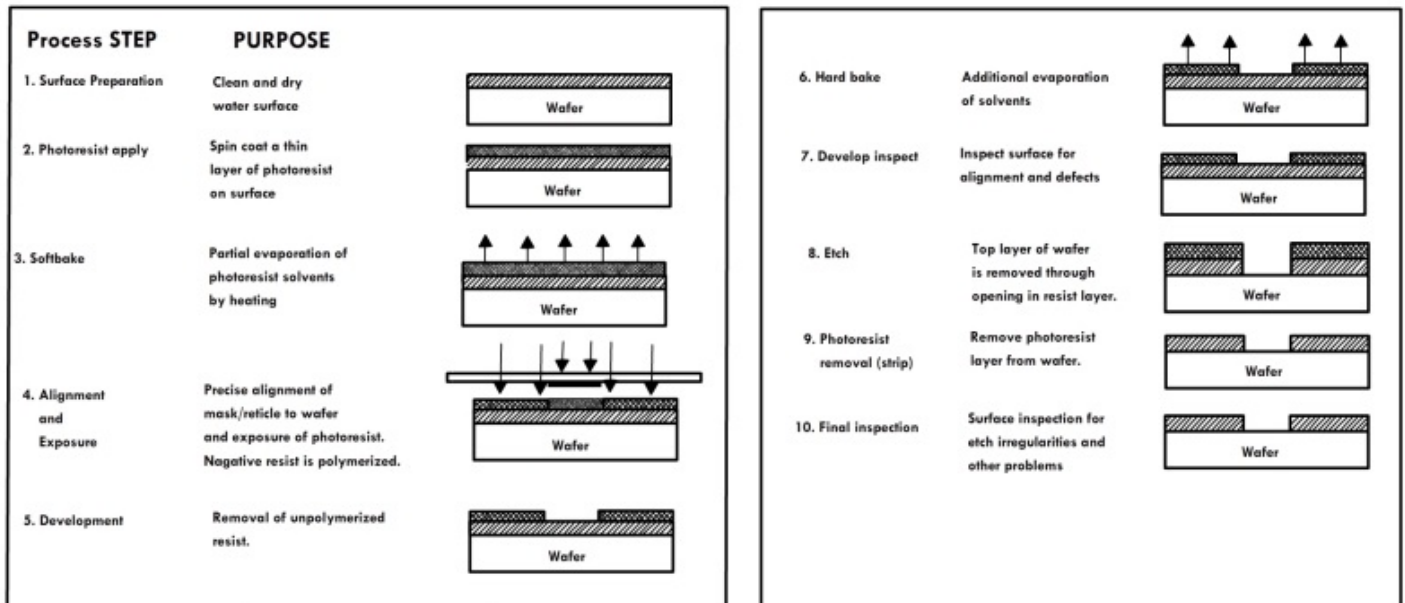 Process STEP PURPOSE
1. Surface Preparation Clean and dry
water surface
Wafer
2. Photoresist apply Spin coat a thin
layer of photoresist
on surface
Wafer
3. Softbake Partial evaporation of
photoresist solvents
by heating
Wafer
4. Alignment Precise alignment of
and mask/reticle to wafer
Exposure and exposure of photoresist.
Nagative resist is polymerized.
Wafer
5. Development Removal of unpolymerized
resist.
Wafer
6. Hard bake Additional evaporation
of solvents
Wafer
7. Develop inspect Inspect surface for
alignment and defects
Wafer
8. Etch Top layer of wafer
is removed through
opening in resist layer.
Wafer
9. Photoresist Remove photoresist
removal (strip) layer from wafer.
Wafer
10. Final inspection Surface inspection for
etch irregularities and
other problems
Wafer